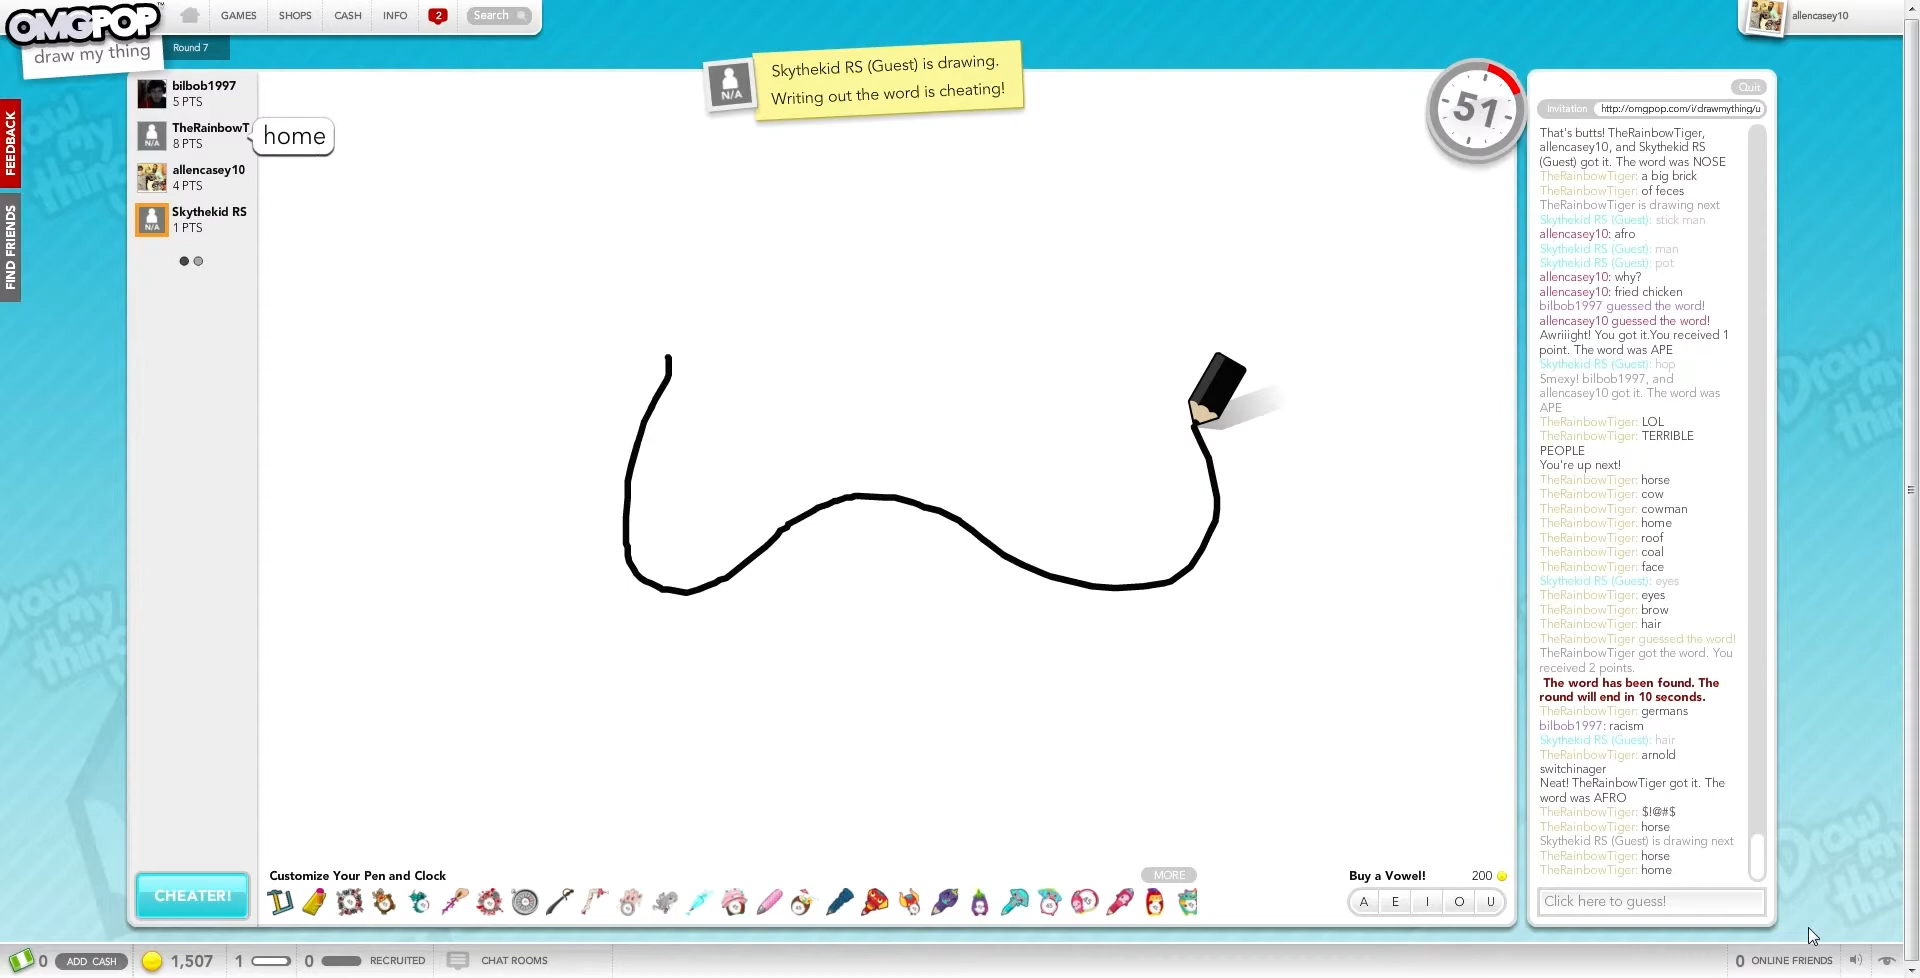 OMGPOP
draw my thing
GAMES
SHOPS
CASH
INFO
2
Search
allencasey10
Round 7
FEEDBACK
FIND FRIENDS
bilbob1997
5 PTS
TheRainbowT
8 PTS
home
allencasey10
4 PTS
N/A
Skythekid RS
1 PTS
N/A
Skythekid RS (Guest) is drawing.
Writing out the word is cheating!
51
Quit
Invitation http://omgpop.com/i/drawmything/u
That's butts! TheRainbowTiger,
allencasey10, and Skythekid RS
(Guest) got it. The word was NOSE
TheRainbowTiger: a big brick
TheRainbowTiger: of feces
TheRainbowTiger is drawing next
Skythekid RS (Guest): stick man
allencasey10: afro
Skythekid RS (Guest): man
Skythekid RS (Guest): pot
allencasey10: why?
allencasey10: fried chicken
bilbob1997 guessed the word!
allencasey10 guessed the word!
Awriiight! You got it.You received 1
point. The word was APE
Skythekid RS (Guest): hop
Smexy! bilbob1997, and
allencasey10 got it. The word was
APE
TheRainbowTiger: LOL
TheRainbowTiger: TERRIBLE
PEOPLE
You're up next!
TheRainbowTiger: horse
TheRainbowTiger: cow
TheRainbowTiger: cowman
TheRainbowTiger: home
TheRainbowTiger: roof
TheRainbowTiger: coal
TheRainbowTiger: face
Skythekid RS (Guest): eyes
TheRainbowTiger: eyes
TheRainbowTiger: brow
TheRainbowTiger: hair
TheRainbowTiger guessed the word!
TheRainbowTiger got the word. You
received 2 points.
The word has been found. The
round will end in 10 seconds.
TheRainbowTiger: germans
bilbob1997: racism
Skythekid RS (Guest): hair
TheRainbowTiger: arnold
switchinager
Neat! TheRainbowTiger got it. The
word was AFRO
TheRainbowTiger: $!@#$
TheRainbowTiger: horse
Skythekid RS (Guest) is drawing next
TheRainbowTiger: horse
TheRainbowTiger: home
Click here to guess!
CHEATER!
Customize Your Pen and Clock
MORE
Buy a Vowel! 200
A E I O U
0 ADD CASH
1,507
1
0 RECRUITED
CHAT ROOMS
0 ONLINE FRIENDS